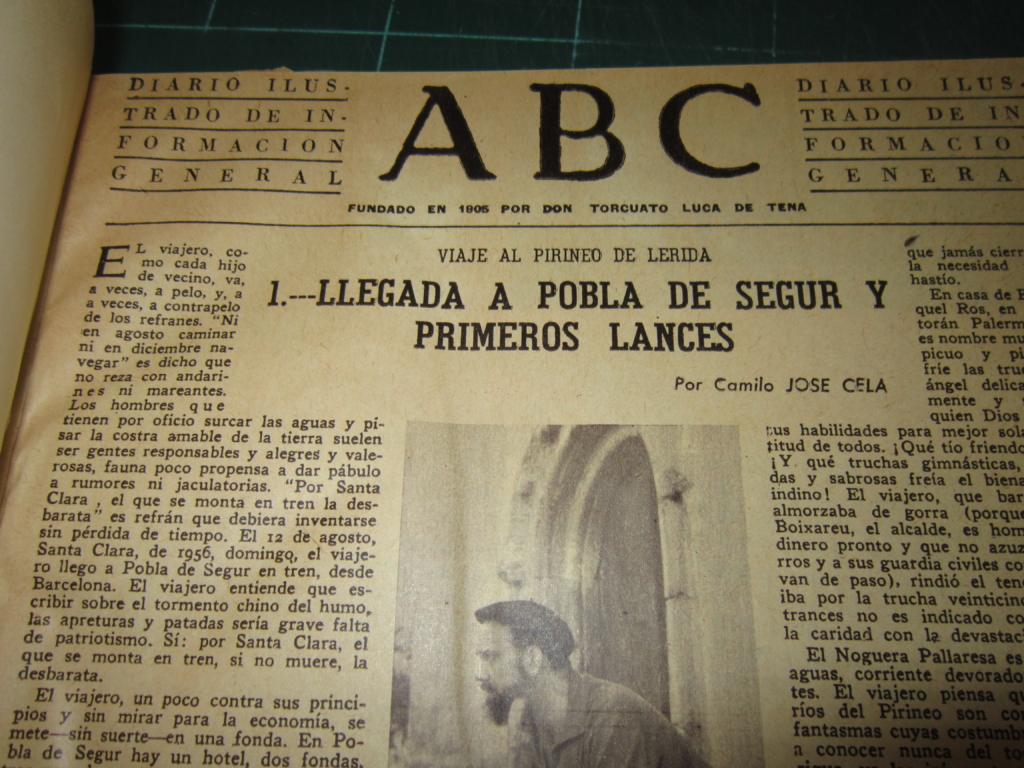 DIARIO ILUS-
TRADO DE IN-
FORMACION
GENERAL
ABC
DIARIO ILUS-
TRADO DE IN
FORMACIO
GENERA
FUNDADO EN 1905 POR DON TORCUATO LUCA DE TENA
VIAJE AL PIRINEO DE LERIDA
1.---LLEGADA A POBLA DE SEGUR Y
PRIMEROS LANCES
Por Camilo JOSE CELA
EL viajero, co-
mo cada hijo
de vecino, va,
a veces, a pelo, y, a
a veces, a contrapelo
de los refranes. "Ni
en agosto caminar
ni en diciembre na-
vegar" es dicho que
no reza con andari-
nes ni mareantes.
Los hombres que
tienen por oficio surcar las aguas y pi-
sar la costra amable de la tierra suelen
ser gentes responsables y alegres y vale-
rosas, fauna poco propensa a dar pábulo
a rumores ni jaculatorias. "Por Santa
Clara, el que se monta en tren la des-
barata" es refrán que debiera inventarse
sin pérdida de tiempo. El 12 de agosto,
Santa Clara, de 1956, domingo, el viaje-
ro llego a Pobla de Segur en tren, desde
Barcelona. El viajero entiende que es-
cribir sobre el tormento chino del humo,
las apreturas y patadas sería grave falta
de patriotismo. Sí: por Santa Clara, el
que se monta en tren, si no muere, la
desbarata.
El viajero, un poco contra sus princi-
pios y sin mirar para la economía, se
mete—sin suerte—en una fonda. En Po-
bla de Segur hay un hotel, dos fondas,
que jamás cierr
la necesidad
hastío.
En casa de
quel Ros, en
torán Palerm
es nombre mu
picuo y pi
fríe las tru
ángel delica
mente y
quien Dios
sus habilidades para mejor sola
titud de todos. ¡Qué tío friendo
¡Y qué truchas gimnásticas,
das y sabrosas freía el biena
indino! El viajero, que bar
almorzaba de gorra (porque
Boixareu, el alcalde, es hom
dinero pronto y que no azuz
rros y a sus guardia civiles co
van de paso), rindió el tene
iba por la trucha veinticinc
trances no es indicado co
la caridad con la devastac
El Noguera Pallaresa es
aguas, corriente devorado
tes. El viajero piensa qu
ríos del Pirineo son co
fantasmas cuyas costumb
a conocer nunca del to